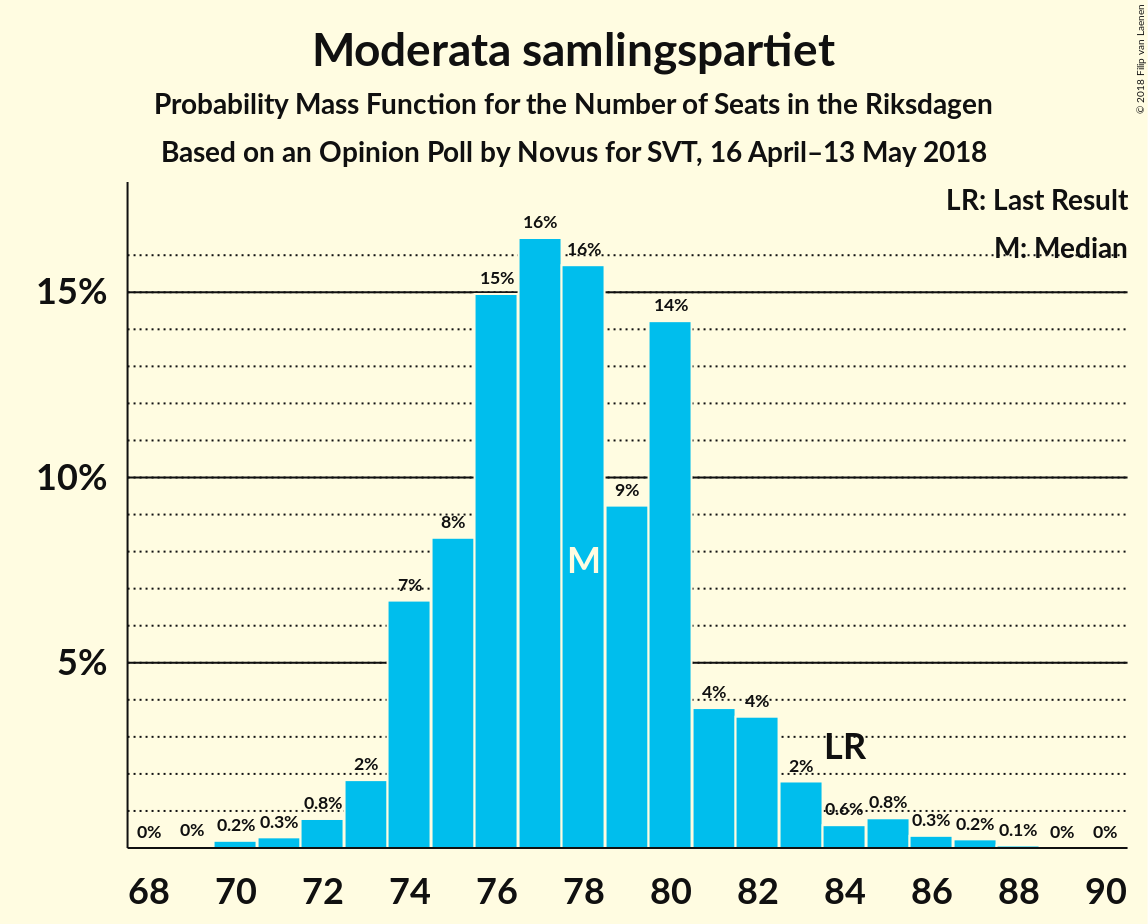 Moderata samlingspartiet
Probability Mass Function for the Number of Seats in the Riksdagen
Based on an Opinion Poll by Novus for SVT, 16 April–13 May 2018
© 2018 Filip van Laenen
LR: Last Result
M: Median
15%
10%
5%
0% 0% 0.2% 0.3% 0.8% 2% 7% 8% 15% 16% 16% 9% 14% 4% 4% 2% 0.6% 0.8% 0.3% 0.2% 0.1% 0% 0%
M
LR
68 70 72 74 76 78 80 82 84 86 88 90